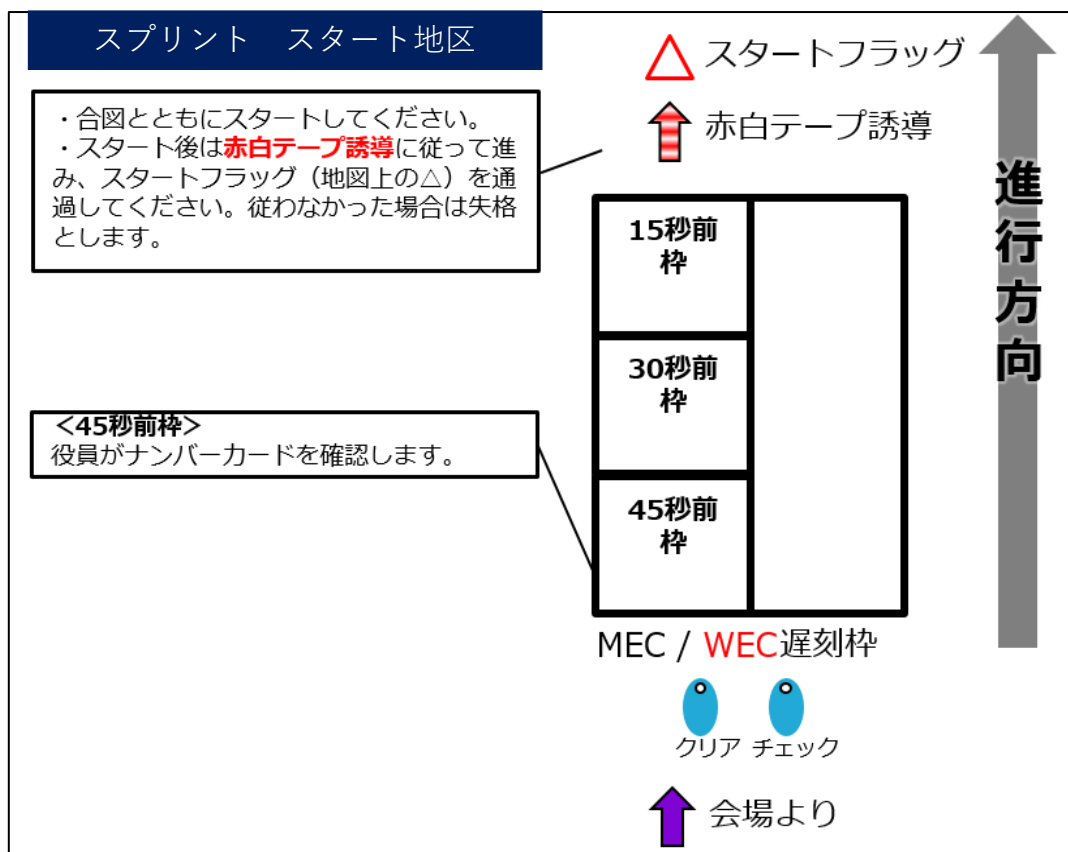 スプリント　スタート地区
・合図とともにスタートしてください。
・スタート後は赤白テープ誘導に従って進
み、スタートフラッグ（地図上の△）を通
過してください。従わなかった場合は失格
とします。
スタートフラッグ
赤白テープ誘導
進行方向
15秒前
枠
30秒前
枠
＜45秒前枠＞
役員がナンバーカードを確認します。
45秒前
枠
MEC / WEC遅刻枠
クリア チェック
会場より